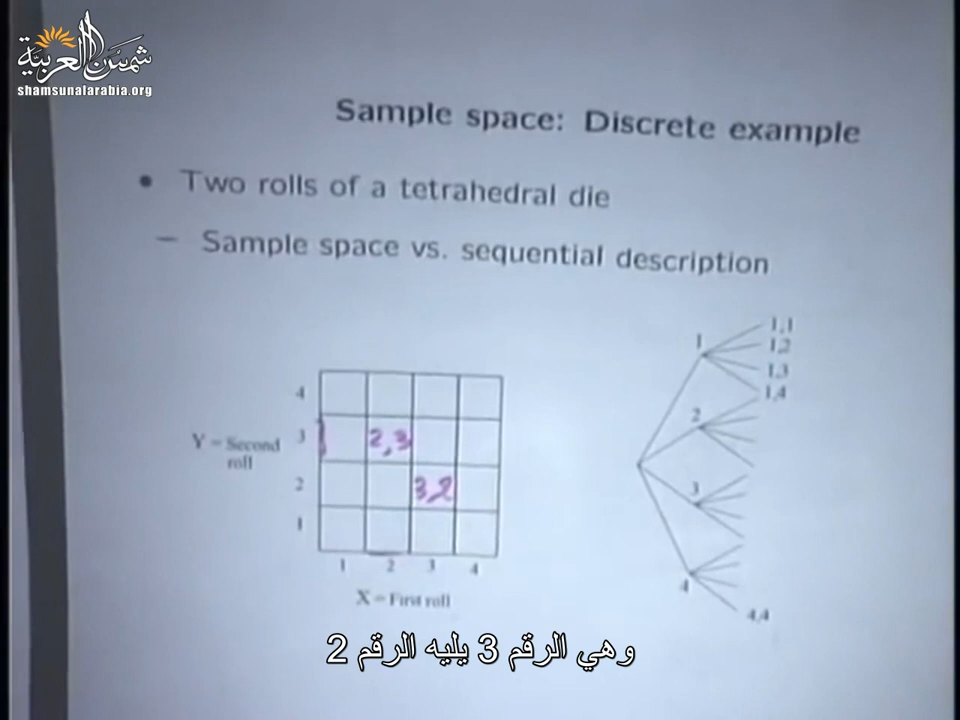 شمس العربية
shamsunalarabia.org
Sample space: Discrete example
• Two rolls of a tetrahedral die
– Sample space vs. sequential description
4
Y = Second
roll
3
2,3
2
3,2
1
1 2 3 4
X = First roll
1
1,1
1,2
1,3
1,4
2
3
4
4,4
وهي الرقم 3 يليه الرقم 2